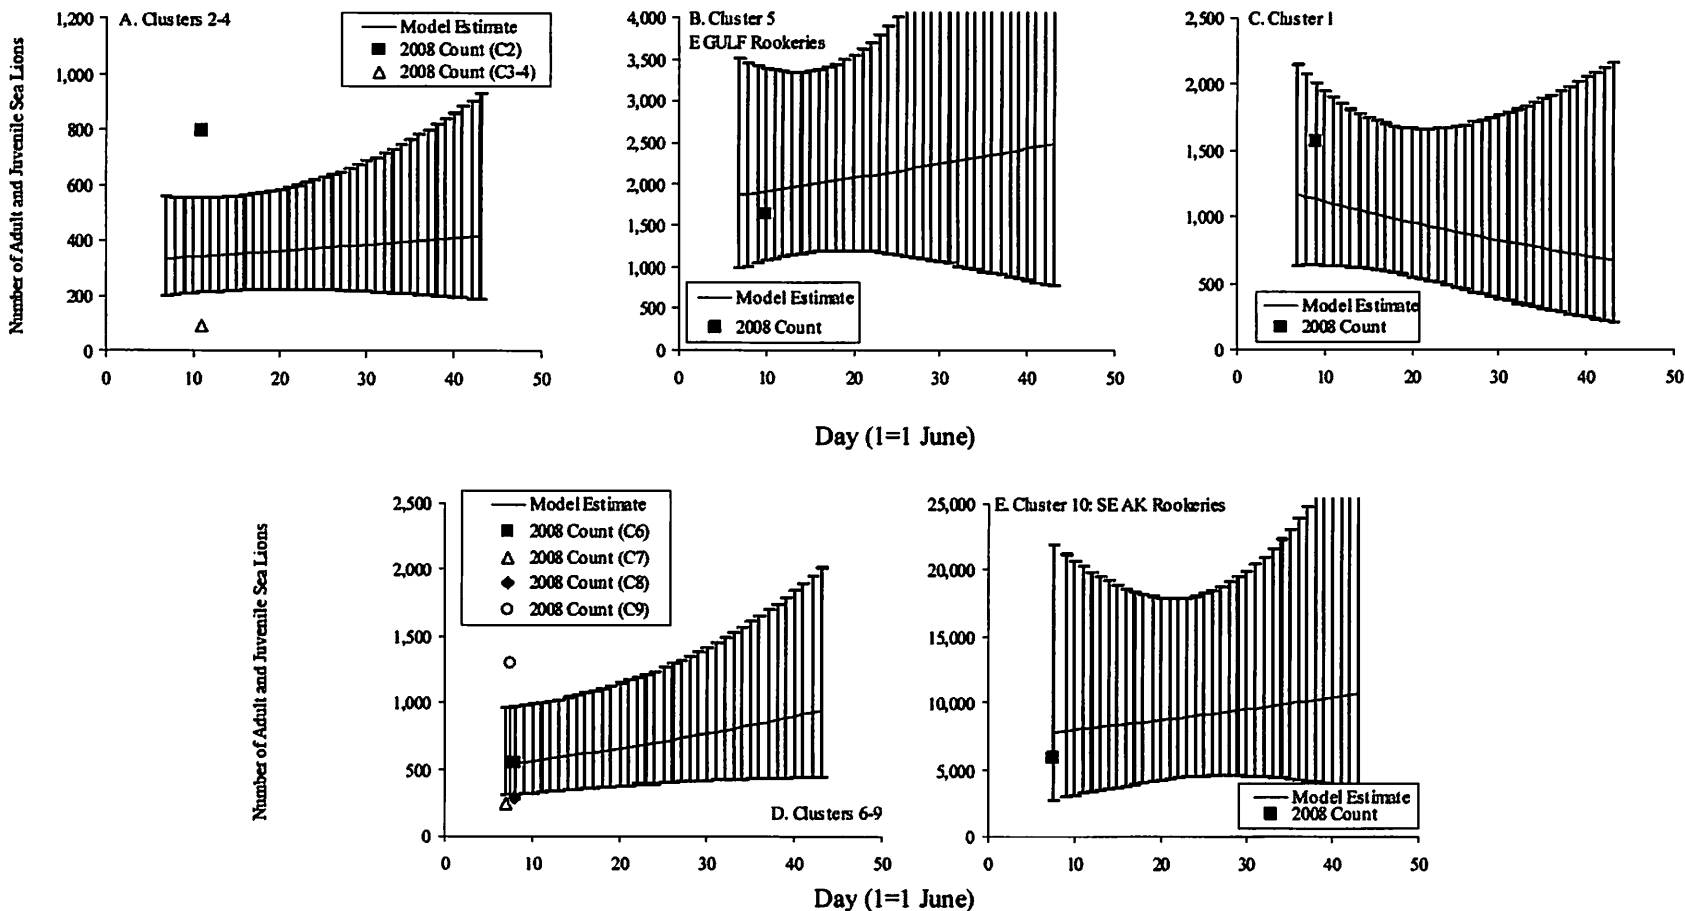 A. Clusters 2-4
Number of Adult and Juvenile Sea Lions
1,200
1,000
800
600
400
200
0
0 10 20 30 40 50
Model Estimate
2008 Count (C2)
2008 Count (C3-4)
B. Cluster 5
E GULF Rookeries
4,000
3,500
3,000
2,500
2,000
1,500
1,000
500
0
0 10 20 30 40 50
Model Estimate
2008 Count
C. Cluster 1
2,500
2,000
1,500
1,000
500
0
0 10 20 30 40 50
Model Estimate
2008 Count
Day (1=1 June)
Number of Adult and Juvenile Sea Lions
2,500
2,000
1,500
1,000
500
0
0 10 20 30 40 50
Model Estimate
2008 Count (C6)
2008 Count (C7)
2008 Count (C8)
2008 Count (C9)
D. Clusters 6-9
E. Cluster 10: SE AK Rookeries
25,000
20,000
15,000
10,000
5,000
0
0 10 20 30 40 50
Model Estimate
2008 Count
Day (1=1 June)